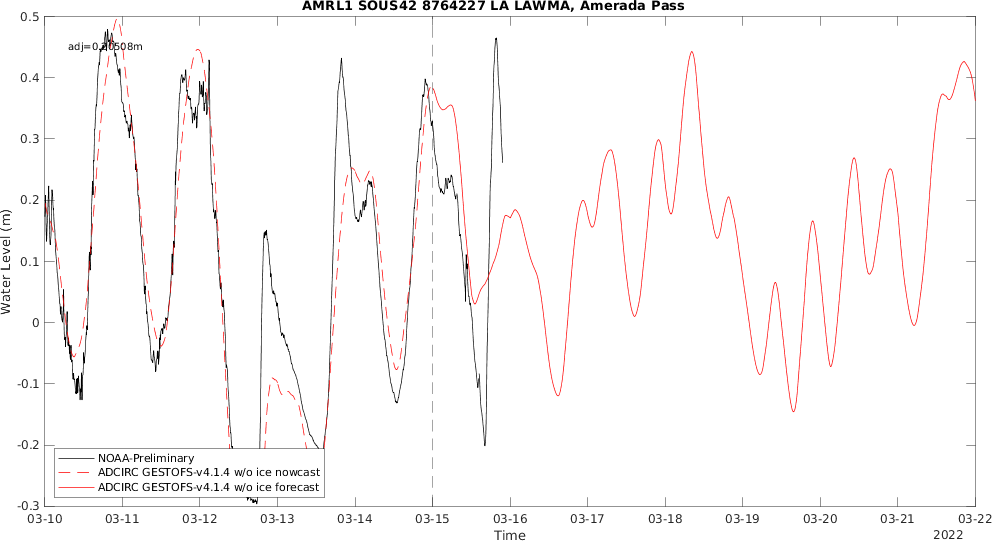 AMRL1 SOUS42 8764227 LA LAWMA, Amerada Pass
0.5
adj=0.10508m
0.4
0.3
0.2
0.1
0
-0.1
-0.2
-0.3
Water Level (m)
NOAA-Preliminary
ADCIRC GESTOFS-v4.1.4 w/o ice nowcast
ADCIRC GESTOFS-v4.1.4 w/o ice forecast
03-10 03-11 03-12 03-13 03-14 03-15 03-16 03-17 03-18 03-19 03-20 03-21 03-22
Time
2022